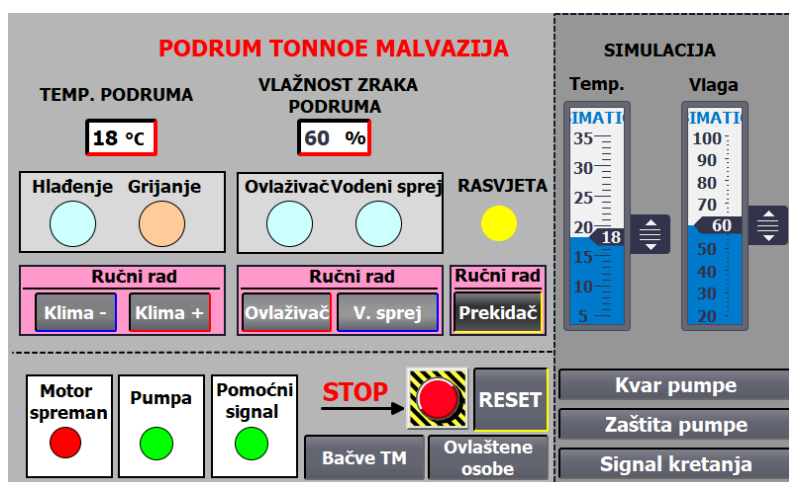 PODRUM TONNOE MALVAZIJA
TEMP. PODRUMA
VLAŽNOST ZRAKA
PODRUMA
18 °C
60 %
Hlađenje Grijanje
Ovlaživač Vodeni sprej
RASVJETA
Ručni rad
Klima -
Klima +
Ručni rad
Ovlaživač
V. sprej
Ručni rad
Prekidač
Motor
spreman
Pumpa
Pomoćni
signal
STOP
RESET
Bačve TM
Ovlaštene
osobe
SIMULACIJA
Temp.
Vlaga
IMATI
35
30
25
20
18
15
10
5
IMATI
100
90
80
70
60
50
40
30
20
Kvar pumpe
Zaštita pumpe
Signal kretanja